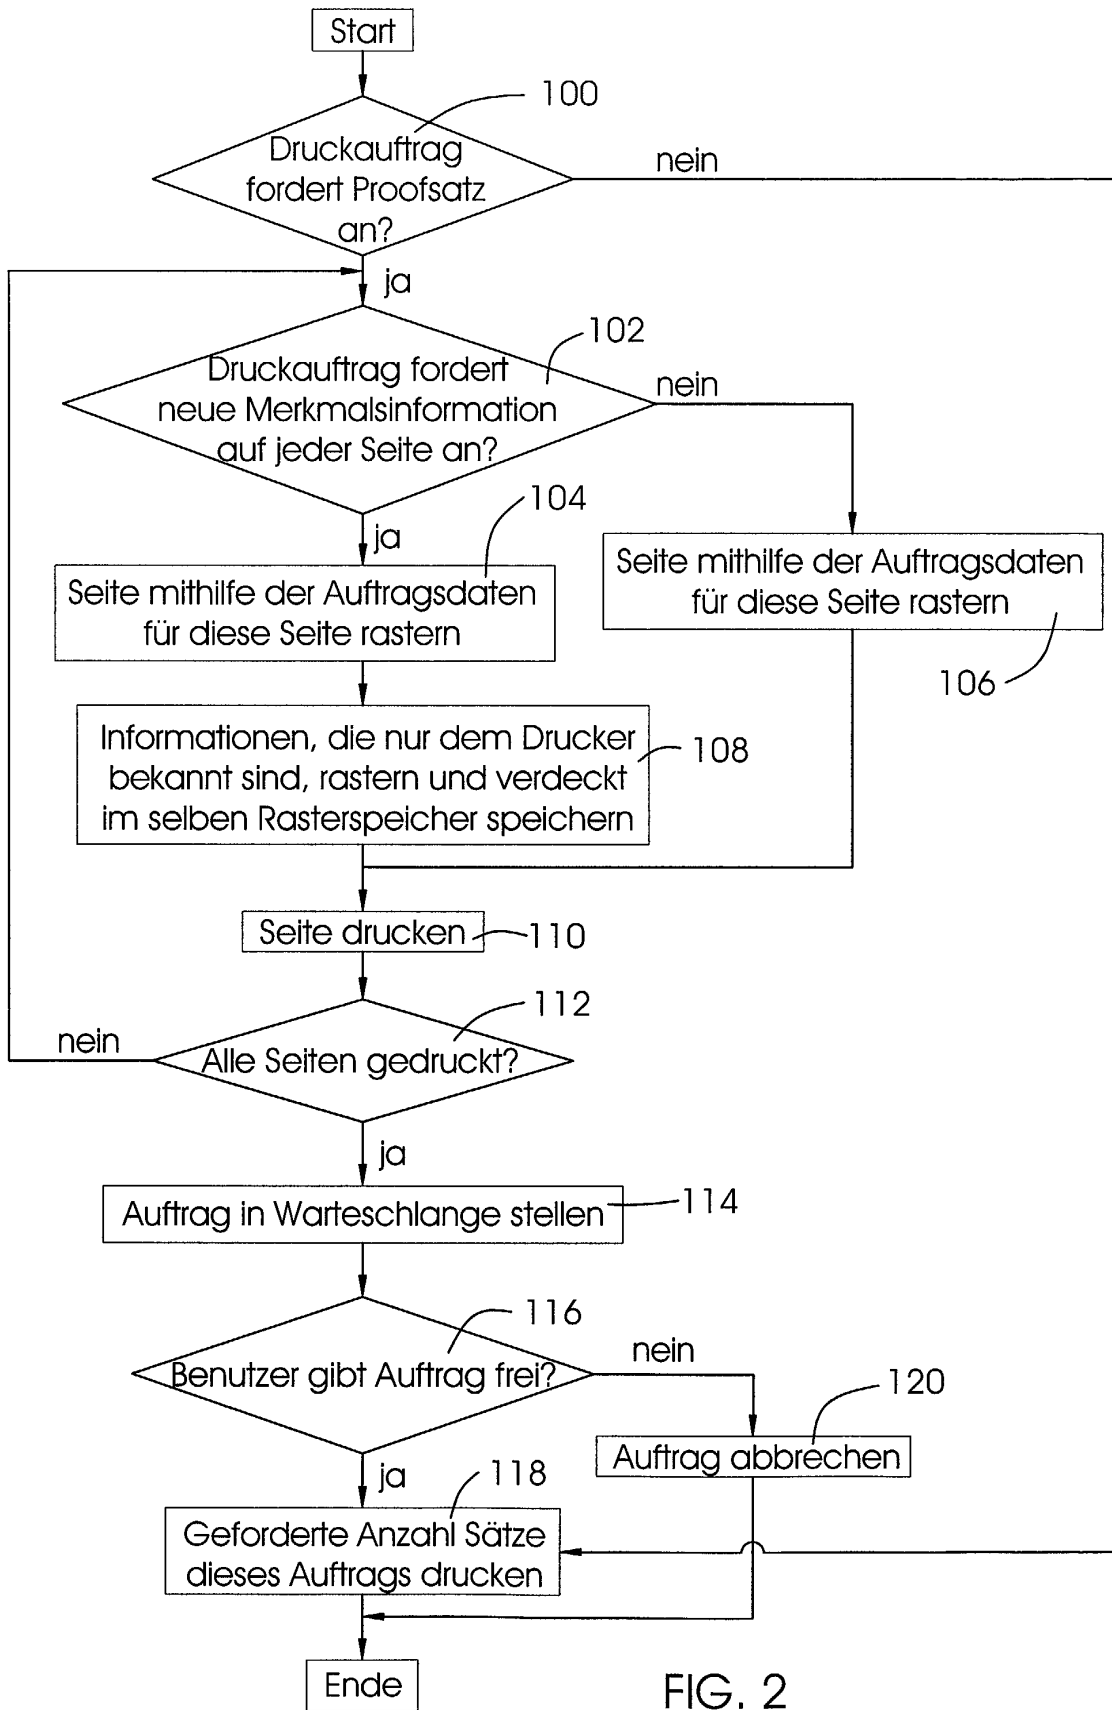 Start
100
Druckauftrag
fordert Proofsatz
an?
nein
ja
102
Druckauftrag fordert
neue Merkmalsinformation
auf jeder Seite an?
nein
ja
104
Seite mithilfe der Auftragsdaten
für diese Seite rastern
Seite mithilfe der Auftragsdaten
für diese Seite rastern
106
Informationen, die nur dem Drucker
bekannt sind, rastern und verdeckt
im selben Rasterspeicher speichern
108
Seite drucken
110
112
nein
Alle Seiten gedruckt?
ja
Auftrag in Warteschlange stellen
114
116
Benutzer gibt Auftrag frei?
nein
120
Auftrag abbrechen
ja
118
Geforderte Anzahl Sätze
dieses Auftrags drucken
Ende
FIG. 2